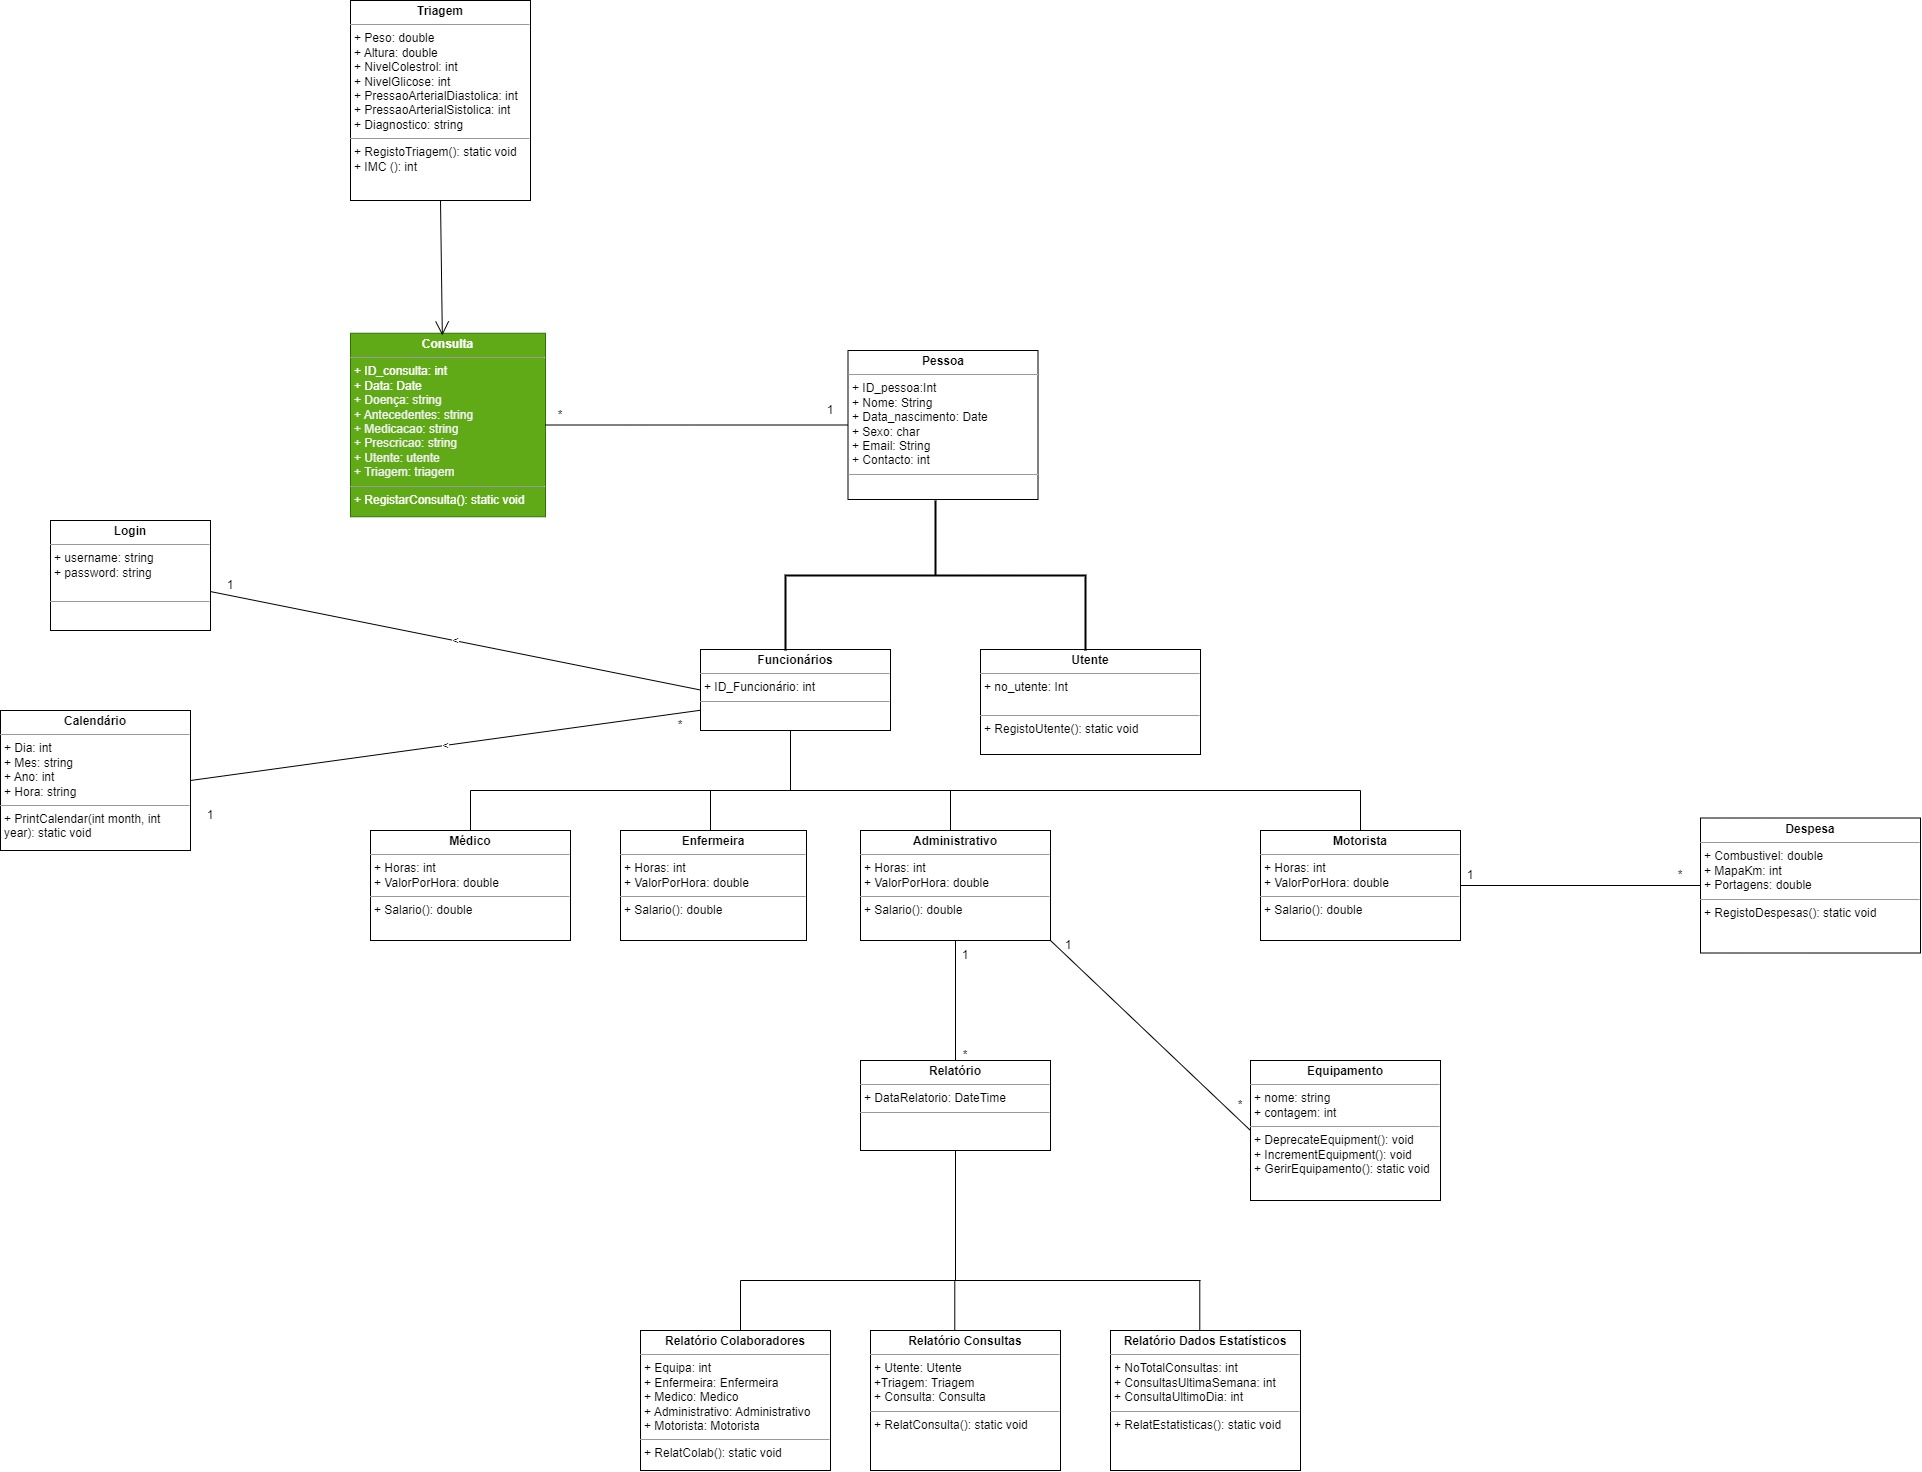 Triagem
+ Peso: double
+ Altura: double
+ NivelColestrol: int
+ NivelGlicose: int
+ PressaoArterialDiastolica: int
+ PressaoArterialSistolica: int
+ Diagnostico: string
+ RegistoTriagem(): static void
+ IMC (): int
Consulta
+ ID_consulta: int
+ Data: Date
+ Doença: string
+ Antecedentes: string
+ Medicacao: string
+ Prescricao: string
+ Utente: utente
+ Triagem: triagem
+ RegistarConsulta(): static void
*
1
Pessoa
+ ID_pessoa:Int
+ Nome: String
+ Data_nascimento: Date
+ Sexo: char
+ Email: String
+ Contacto: int
Login
+ username: string
+ password: string
1
<
Funcionários
+ ID_Funcionário: int
Utente
+ no_utente: Int
+ RegistoUtente(): static void
Calendário
+ Dia: int
+ Mes: string
+ Ano: int
+ Hora: string
+ PrintCalendar(int month, int
year): static void
1
<
*
Médico
+ Horas: int
+ ValorPorHora: double
+ Salario(): double
Enfermeira
+ Horas: int
+ ValorPorHora: double
+ Salario(): double
Administrativo
+ Horas: int
+ ValorPorHora: double
+ Salario(): double
Motorista
+ Horas: int
+ ValorPorHora: double
+ Salario(): double
1
*
Despesa
+ Combustivel: double
+ MapaKm: int
+ Portagens: double
+ RegistoDespesas(): static void
1
1
*
*
Relatório
+ DataRelatorio: DateTime
Equipamento
+ nome: string
+ contagem: int
+ DeprecateEquipment(): void
+ IncrementEquipment(): void
+ GerirEquipamento(): static void
Relatório Colaboradores
+ Equipa: int
+ Enfermeira: Enfermeira
+ Medico: Medico
+ Administrativo: Administrativo
+ Motorista: Motorista
+ RelatColab(): static void
Relatório Consultas
+ Utente: Utente
+Triagem: Triagem
+ Consulta: Consulta
+ RelatConsulta(): static void
Relatório Dados Estatísticos
+ NoTotalConsultas: int
+ ConsultasUltimaSemana: int
+ ConsultaUltimoDia: int
+ RelatEstatisticas(): static void